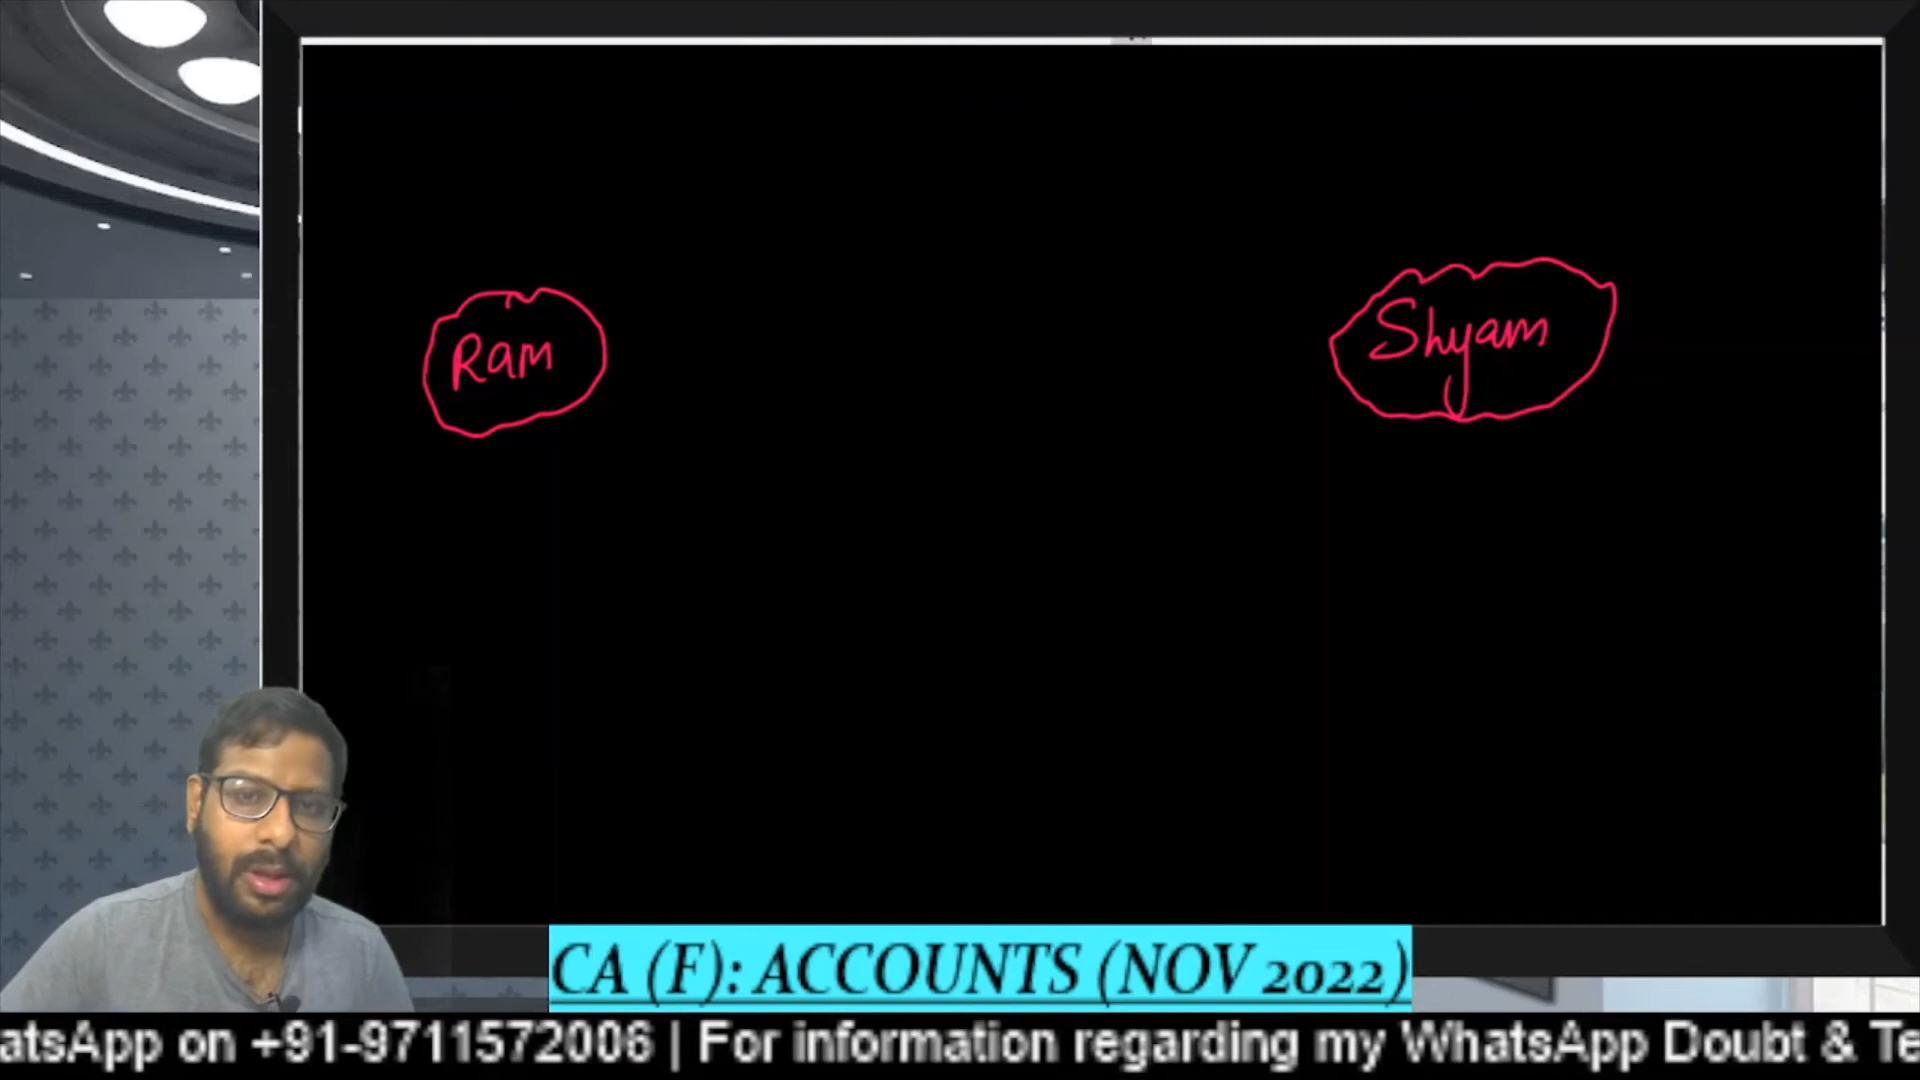 Ram
Shyam
CA (F): ACCOUNTS (NOV 2022)
atsApp on +91-9711572006 | For information regarding my WhatsApp Doubt & Te